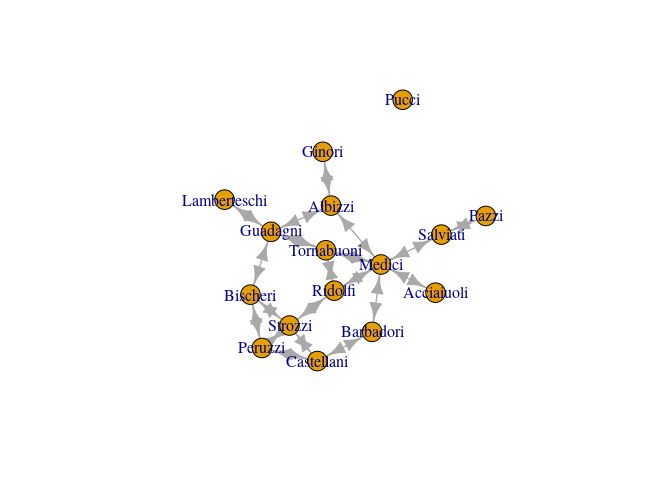 Pucci
Ginori
Lamberteschi
Albizzi
Pazzi
Guadagni
Salviati
Tornabuoni
Medici
Bischeri
Ridolfi
Acciaiuoli
Strozzi
Barbadori
Peruzzi
Castellani